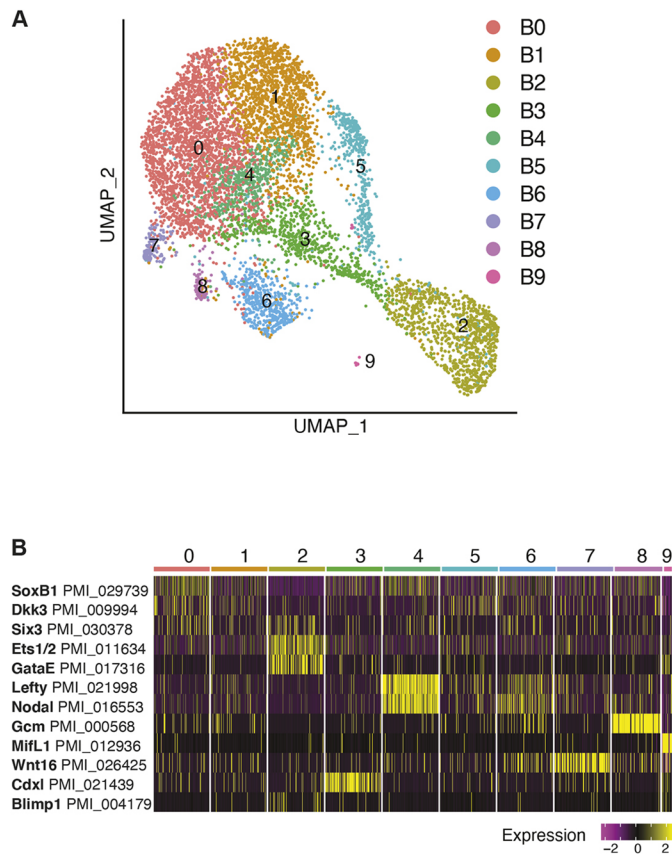 A
B0
B1
B2
B3
B4
B5
B6
B7
B8
B9
1
0
5
4
3
7
8
6
2
9
UMAP_2
UMAP_1
B
0 1 2 3 4 5 6 7 8 9
SoxB1 PMI_029739
Dkk3 PMI_009994
Six3 PMI_030378
Ets1/2 PMI_011634
GataE PMI_017316
Lefty PMI_021998
Nodal PMI_016553
Gcm PMI_000568
MifL1 PMI_012936
Wnt16 PMI_026425
Cdxl PMI_021439
Blimp1 PMI_004179
Expression
−2 0 2